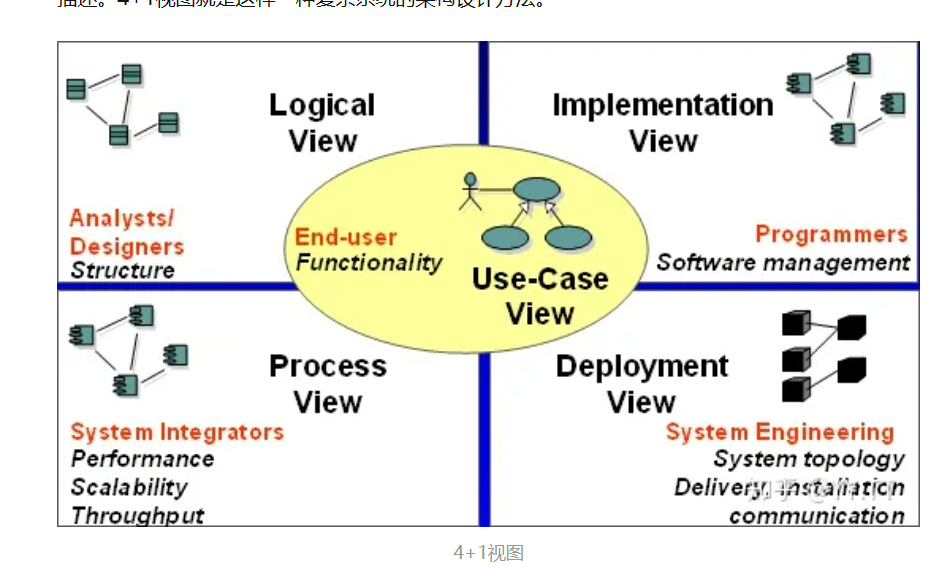 描述。4+1视图就是这样一种复杂系统的架构设计方法。
Logical
View
Implementation
View
Analysts/
Designers
Structure
End-user
Functionality
Use-Case
View
Programmers
Software management
Process
View
Deployment
View
System Integrators
Performance
Scalability
Throughput
System Engineering
System topology
Delivery, installation
communication
知乎
4+1视图